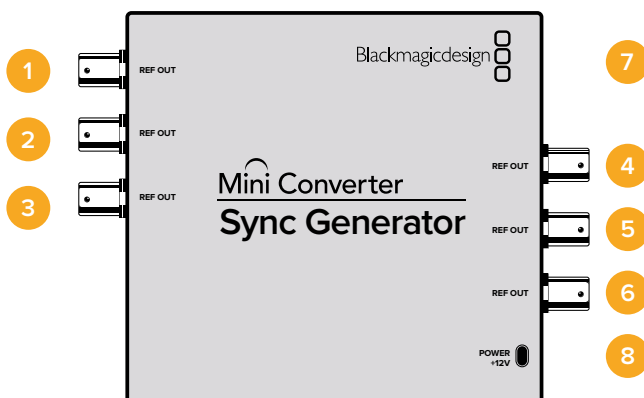 1
REF OUT
Blackmagicdesign
7
2
REF OUT
REF OUT
4
3
REF OUT
Mini Converter
Sync Generator
REF OUT
5
REF OUT
6
POWER
+12V
8